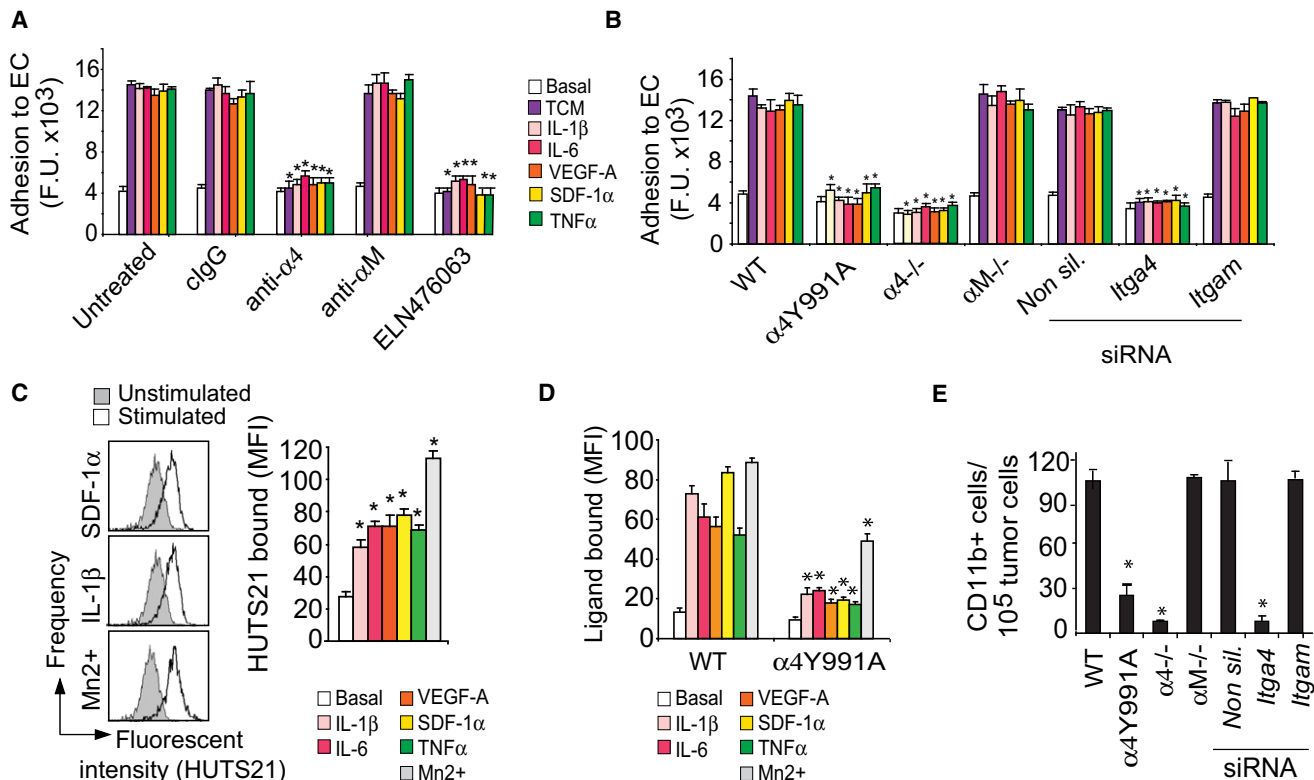 A
Adhesion to EC
(F.U. x10³)
16
12
8
4
0
* * * * * * *
* * * * * *
Untreated
cIgG
anti-α4
anti-αM
ELN476063
Basal
TCM
IL-1β
IL-6
VEGF-A
SDF-1α
TNFα
B
Adhesion to EC
(F.U. x10³)
16
12
8
4
0
* * * * * *
* * * * * *
* * * * * *
WT
α4Y991A
α4-/-
αM-/-
Non sil.
Itga4
Itgam
siRNA
C
Unstimulated
Stimulated
SDF-1α
IL-1β
Mn2+
Frequency
Fluorescent
intensity (HUTS21)
HUTS21 bound (MFI)
120
100
80
60
40
20
0
* * * * * *
Basal
IL-1β
IL-6
VEGF-A
SDF-1α
TNFα
Mn2+
D
Ligand bound (MFI)
100
80
60
40
20
0
* * * * * *
WT
α4Y991A
Basal
IL-1β
IL-6
VEGF-A
SDF-1α
TNFα
Mn2+
E
CD11b+ cells/
10⁵ tumor cells
120
90
60
30
0
* * *
WT
α4Y991A
α4-/-
αM-/-
Non sil.
Itga4
Itgam
siRNA